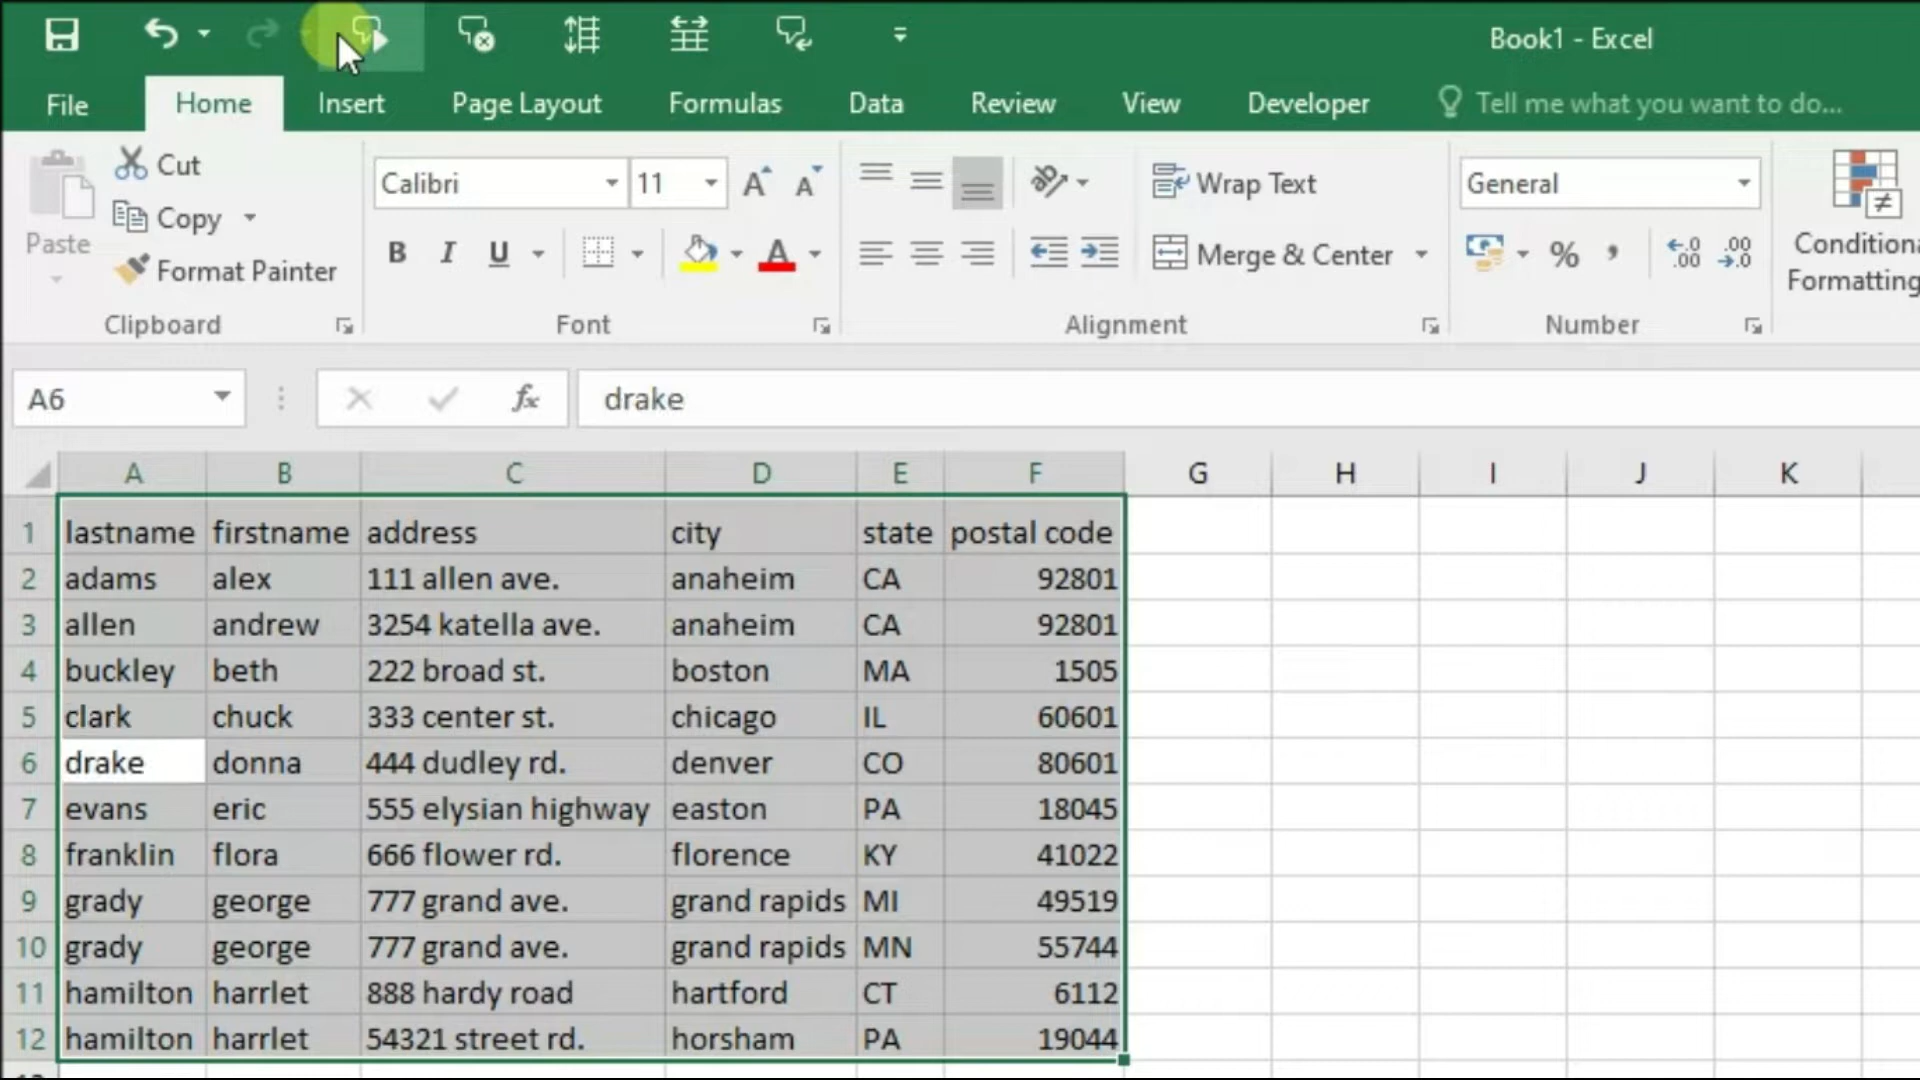 Book1 - Excel
File Home Insert Page Layout Formulas Data Review View Developer Tell me what you want to do...
Paste
Cut
Copy
Format Painter
Clipboard
Calibri 11 A A
B I U A
Font
Wrap Text
Merge & Center
Alignment
General
% , .0 .00 .00 .0
Number
Conditiona
Formatting
A6 fx drake
A B C D E F G H I J K
1 lastname firstname address city state postal code
2 adams alex 111 allen ave. anaheim CA 92801
3 allen andrew 3254 katella ave. anaheim CA 92801
4 buckley beth 222 broad st. boston MA 1505
5 clark chuck 333 center st. chicago IL 60601
6 drake donna 444 dudley rd. denver CO 80601
7 evans eric 555 elysian highway easton PA 18045
8 franklin flora 666 flower rd. florence KY 41022
9 grady george 777 grand ave. grand rapids MI 49519
10 grady george 777 grand ave. grand rapids MN 55744
11 hamilton harrlet 888 hardy road hartford CT 6112
12 hamilton harrlet 54321 street rd. horsham PA 19044